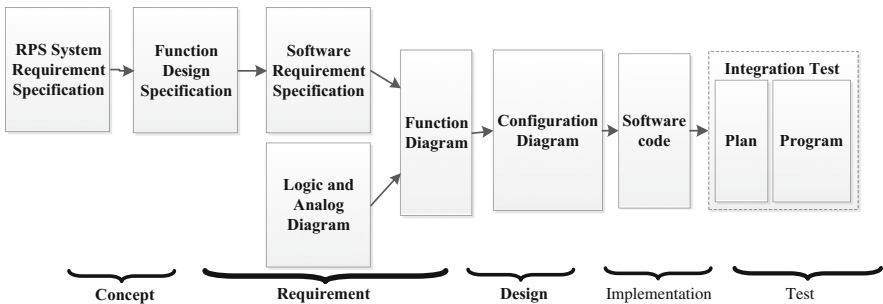 RPS System
Requirement
Specification
Function
Design
Specification
Software
Requirement
Specification
Logic and
Analog
Diagram
Function
Diagram
Configuration
Diagram
Software
code
Integration Test
Plan
Program
Concept
Requirement
Design
Implementation
Test